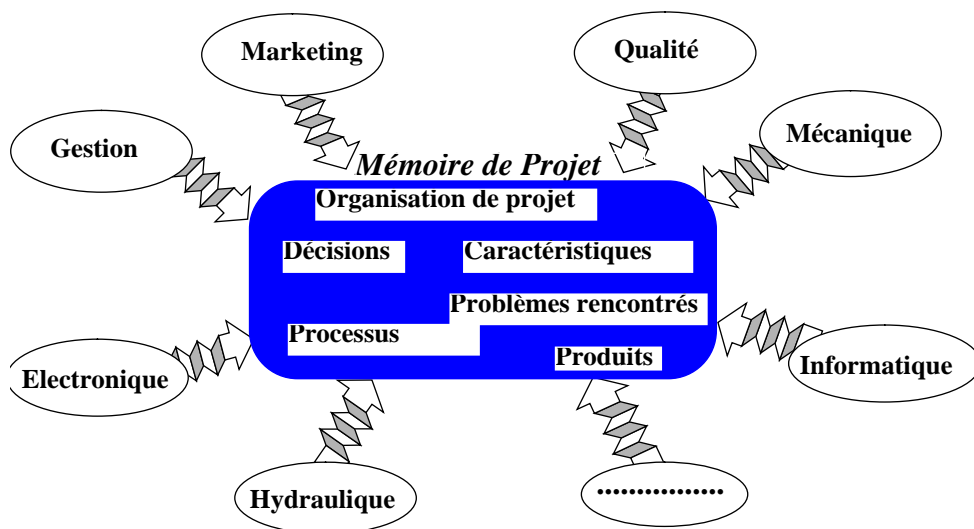 Marketing
Qualité
Gestion
Mécanique
Mémoire de Projet
Organisation de projet
Décisions
Caractéristiques
Problèmes rencontrés
Processus
Produits
Electronique
Informatique
Hydraulique
................